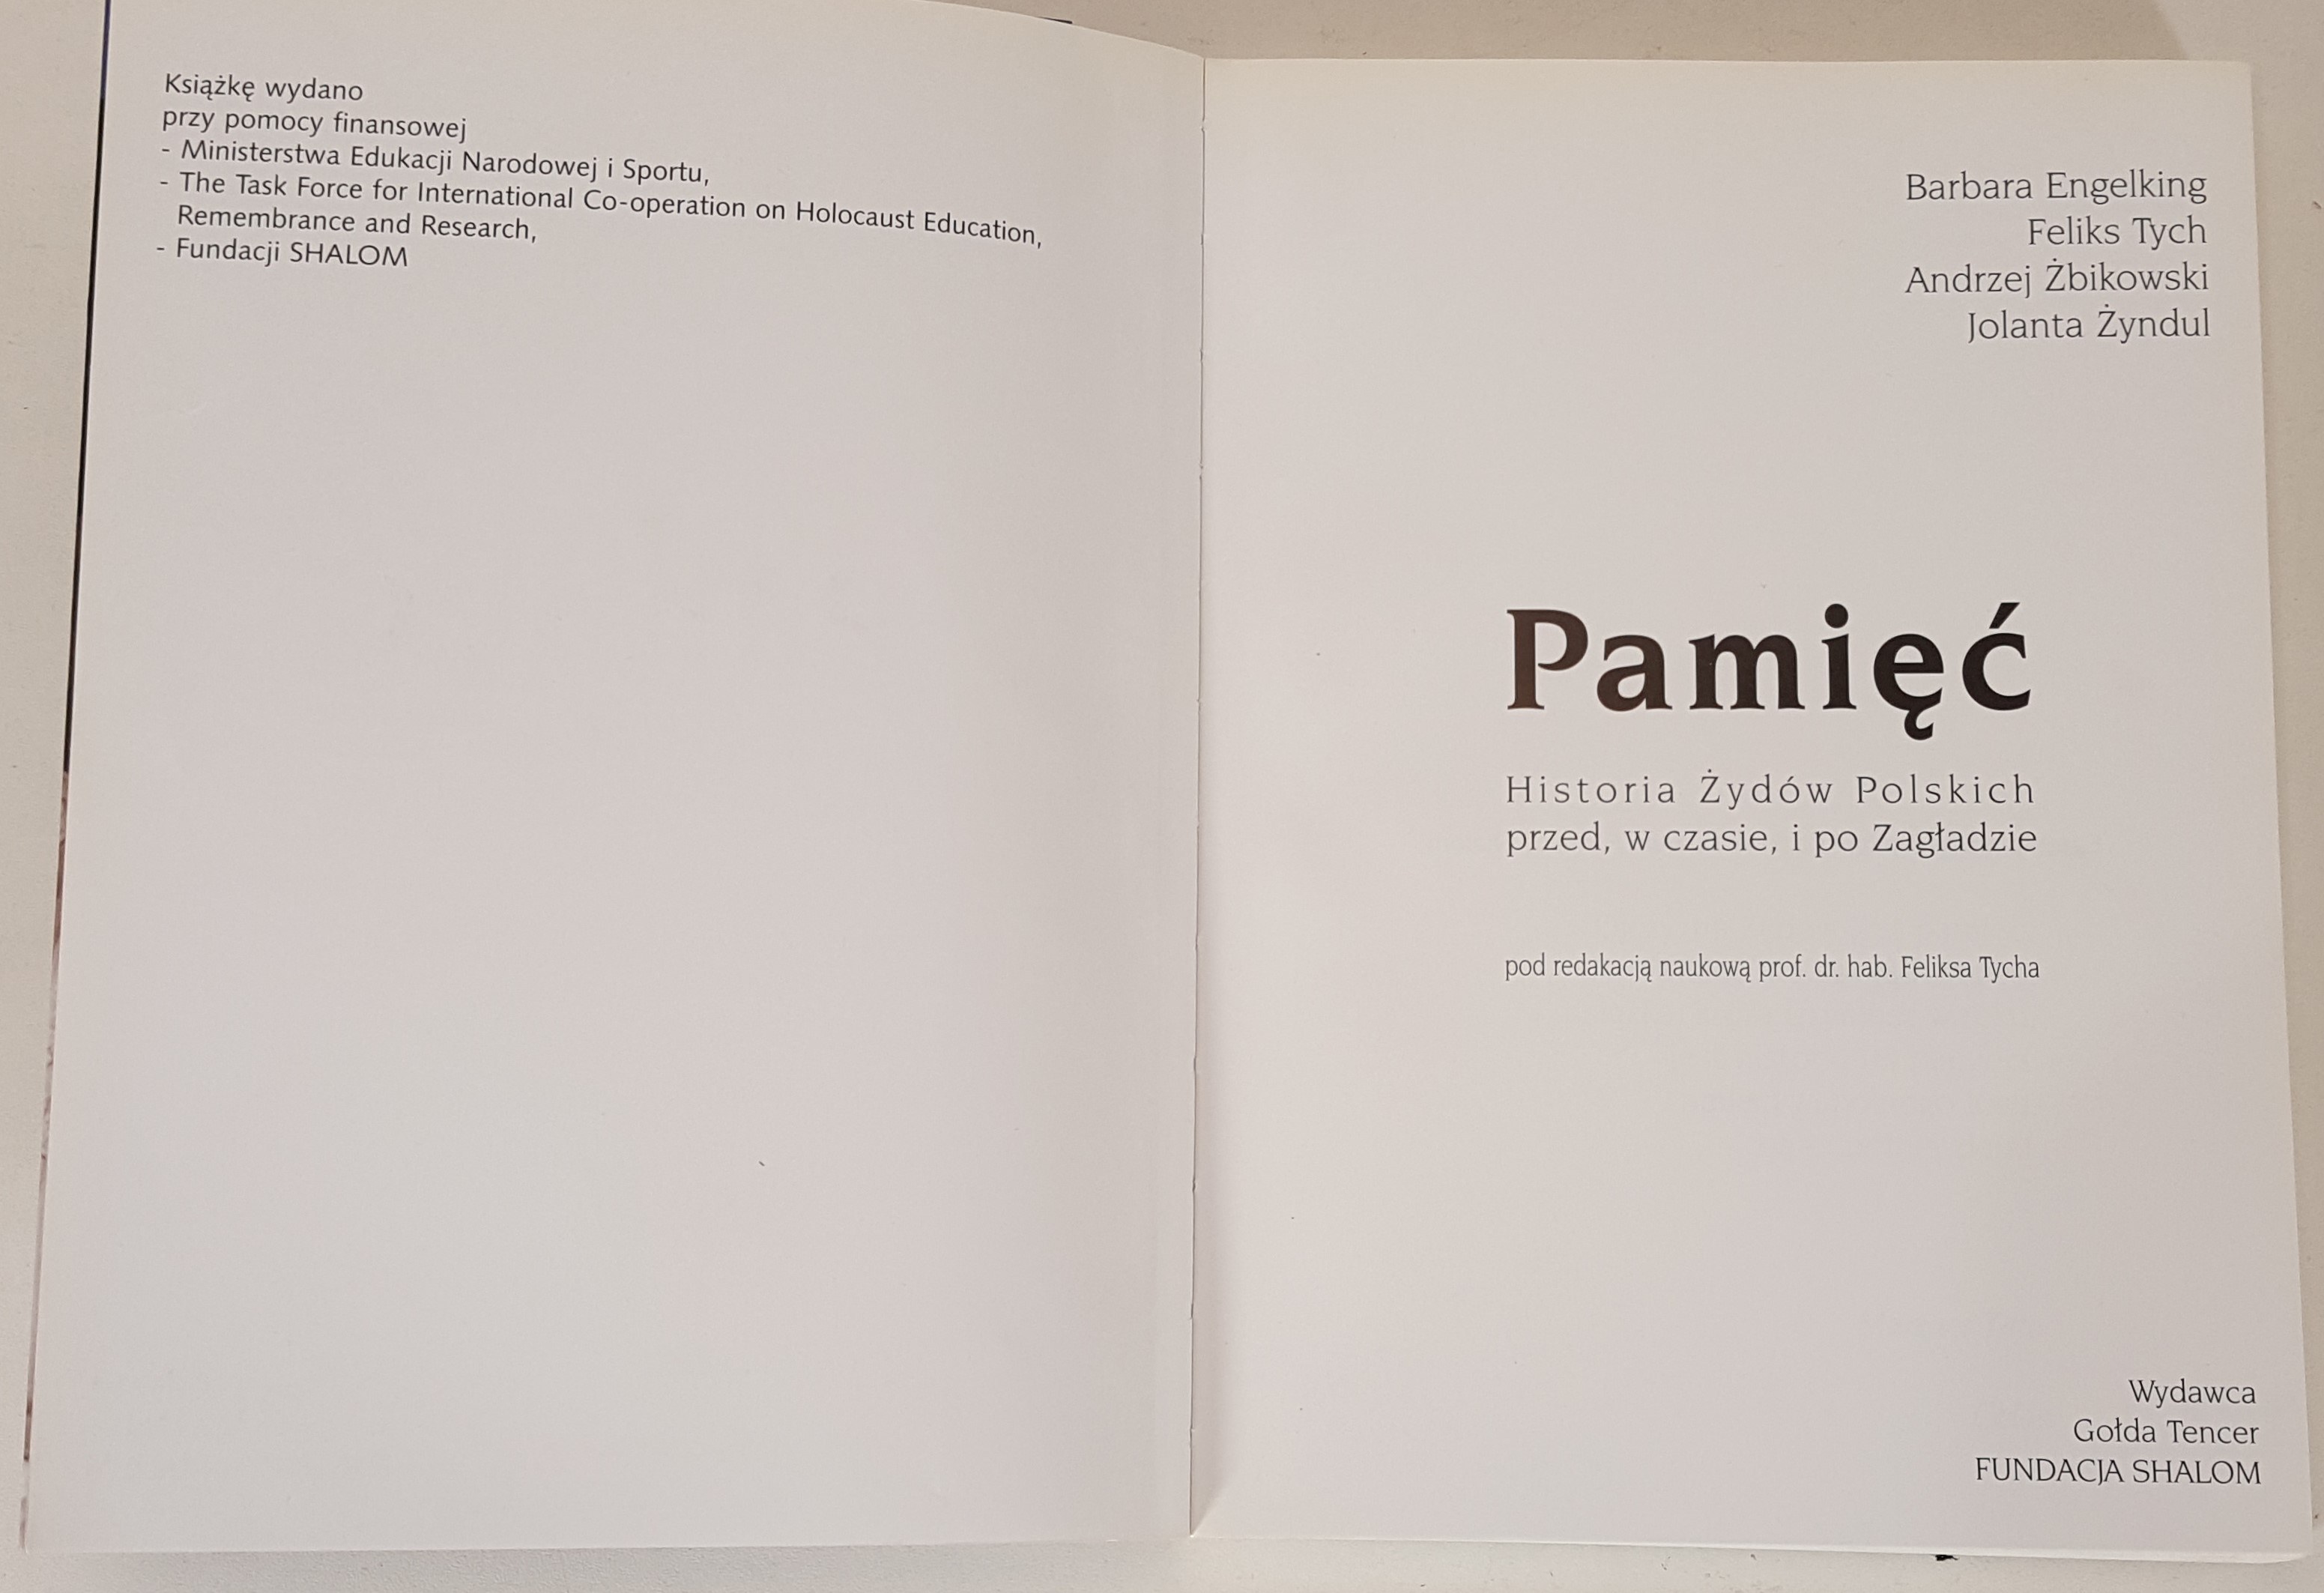 Książkę wydano
przy pomocy finansowej
- Ministerstwa Edukacji Narodowej i Sportu,
- The Task Force for International Co-operation on Holocaust Education,
Remembrance and Research,
- Fundacji SHALOM
Barbara Engelking
Feliks Tych
Andrzej Żbikowski
Jolanta Żyndul
Pamięć
Historia Żydów Polskich
przed, w czasie, i po Zagładzie
pod redakacją naukową prof. dr. hab. Feliksa Tycha
Wydawca
Gołda Tencer
FUNDACJA SHALOM